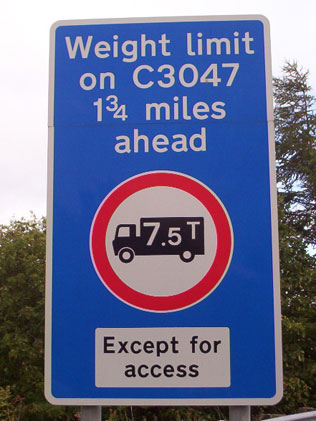 Weight limit
on C3047
1¾ miles
ahead
7.5T
Except for
access